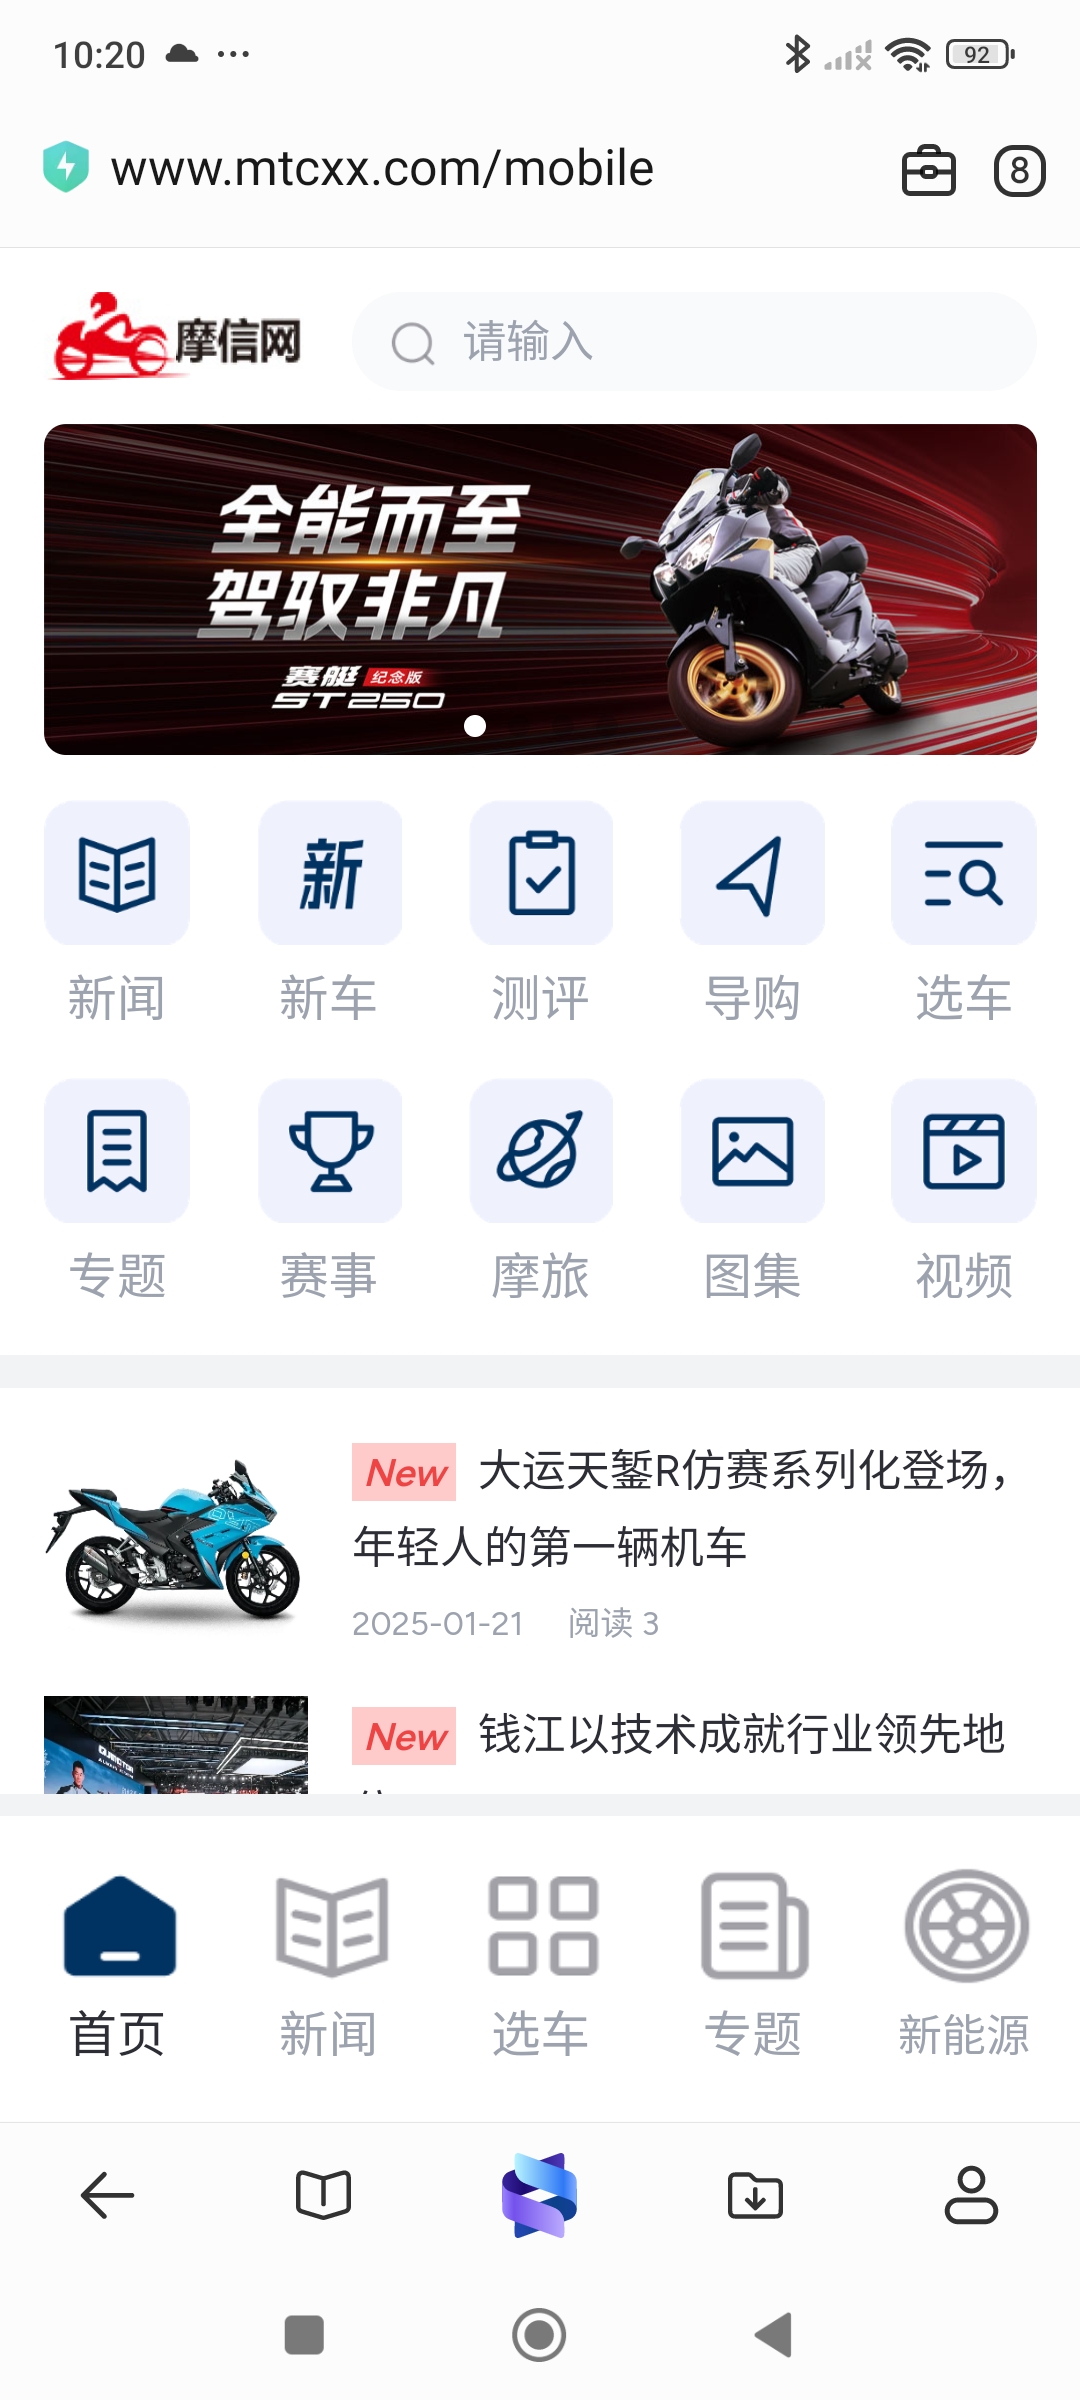 10:20
92
www.mtcxx.com/mobile
8
摩信网
请输入
全能而至
驾驭非凡
赛艇 纪念版
ST250
新
新闻 新车 测评 导购 选车
专题 赛事 摩旅 图集 视频
New 大运天錾R仿赛系列化登场，
年轻人的第一辆机车
2025-01-21 阅读 3
New 钱江以技术成就行业领先地
首页 新闻 选车 专题 新能源